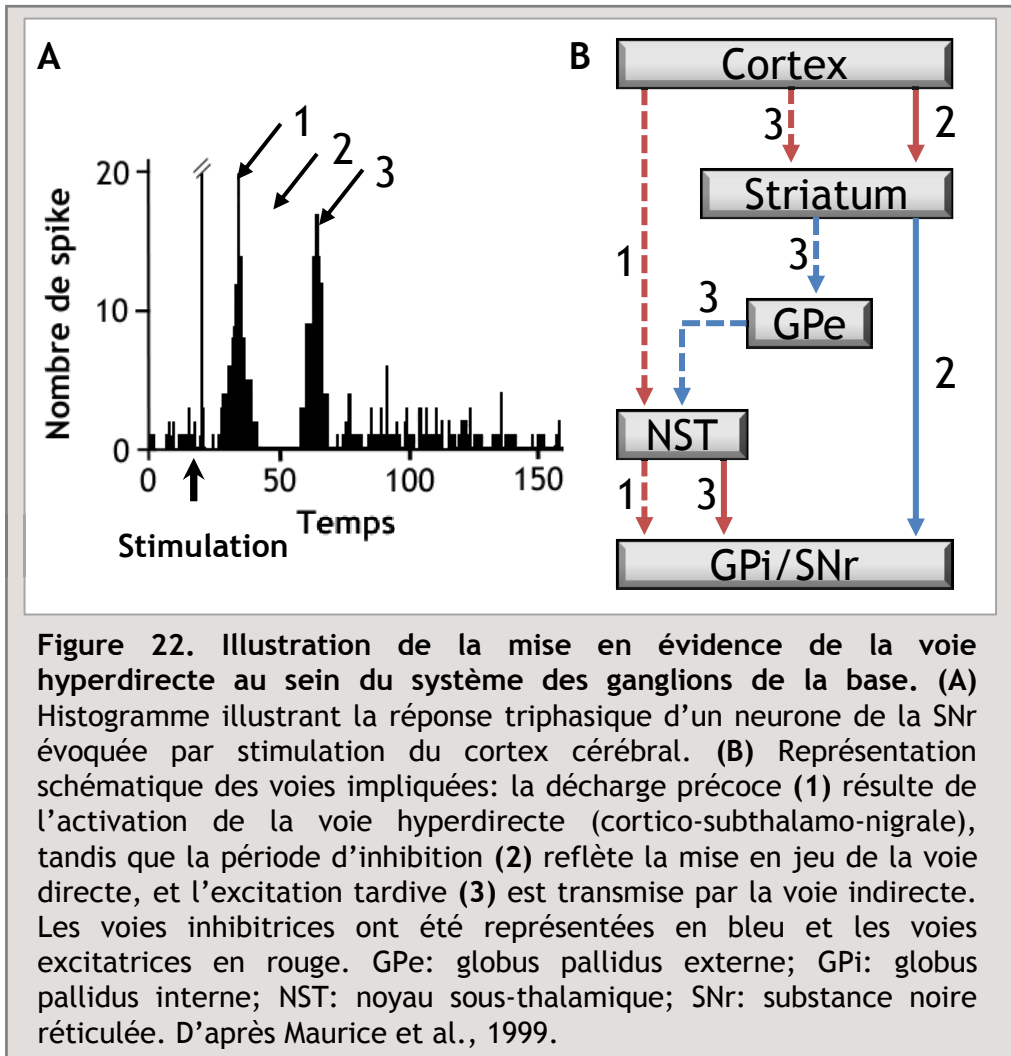 A
B
Cortex
1
2
3
3
2
20
10
0
Nombre de spike
Striatum
1
3
3
GPe
2
NST
0
50
100
150
1
3
Temps
Stimulation
GPi/SNr
Figure 22. Illustration de la mise en évidence de la voie
hyperdirecte au sein du système des ganglions de la base. (A)
Histogramme illustrant la réponse triphasique d’un neurone de la SNr
évoquée par stimulation du cortex cérébral. (B) Représentation
schématique des voies impliquées: la décharge précoce (1) résulte de
l’activation de la voie hyperdirecte (cortico-subthalamo-nigrale),
tandis que la période d’inhibition (2) reflète la mise en jeu de la voie
directe, et l’excitation tardive (3) est transmise par la voie indirecte.
Les voies inhibitrices ont été représentées en bleu et les voies
excitatrices en rouge. GPe: globus pallidus externe; GPi: globus
pallidus interne; NST: noyau sous-thalamique; SNr: substance noire
réticulée. D’après Maurice et al., 1999.